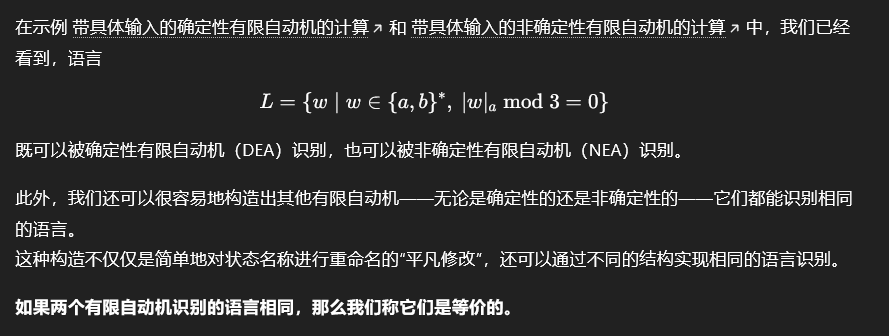 在示例 带具体输入的确定性有限自动机的计算↗ 和 带具体输入的非确定性有限自动机的计算↗ 中，我们已经
看到，语言
L = {w | w ∈ {a, b}*, |w|ₐ mod 3 = 0}
既可以被确定性有限自动机（DEA）识别，也可以被非确定性有限自动机（NEA）识别。
此外，我们还可以很容易地构造出其他有限自动机——无论是确定性的还是非确定性的——它们都能识别相同
的语言。
这种构造不仅仅是简单地对状态名称进行重命名的“平凡修改”，还可以通过不同的结构实现相同的语言识别。
如果两个有限自动机识别的语言相同，那么我们称它们是等价的。